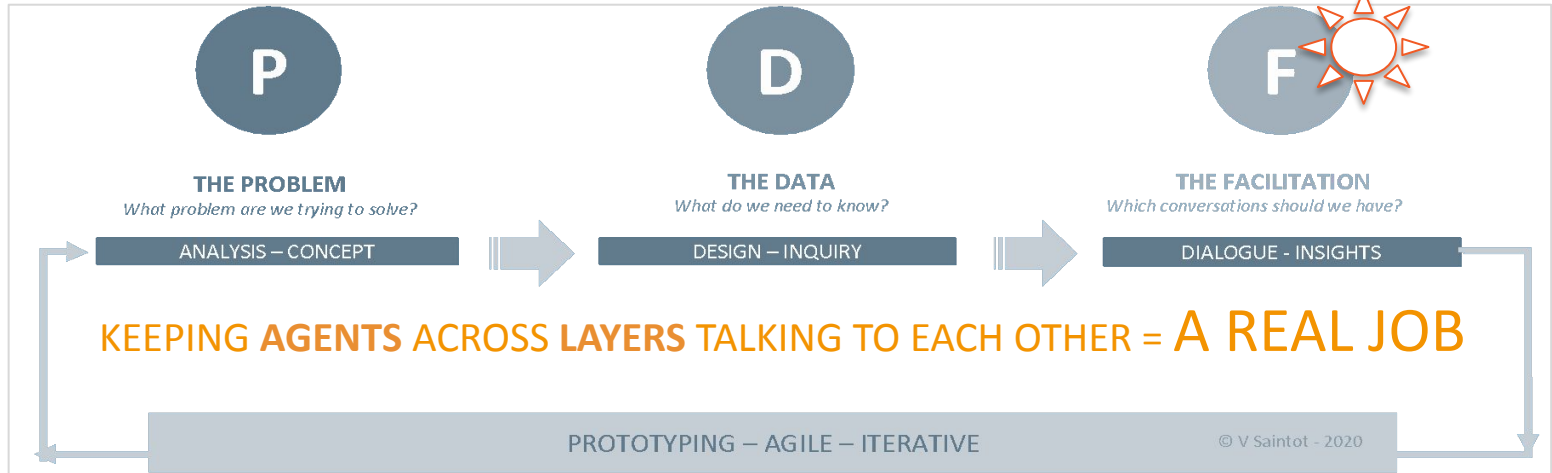 P
D
F
THE PROBLEM
What problem are we trying to solve?
ANALYSIS – CONCEPT
THE DATA
What do we need to know?
DESIGN – INQUIRY
THE FACILITATION
Which conversations should we have?
DIALOGUE - INSIGHTS
KEEPING AGENTS ACROSS LAYERS TALKING TO EACH OTHER = A REAL JOB
PROTOTYPING – AGILE – ITERATIVE
© V Saintot - 2020